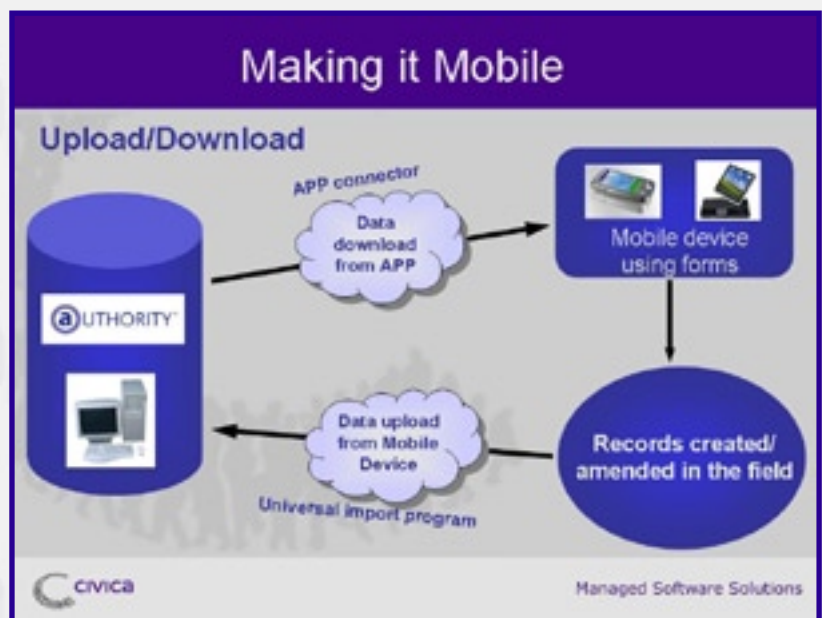 Making it Mobile
Upload/Download
APP connector
Data
download
from APP
Mobile device
using forms
aUTHORITY™
Data upload
from Mobile
Device
Universal import program
Records created/
amended in the field
CIVICA
Managed Software Solutions